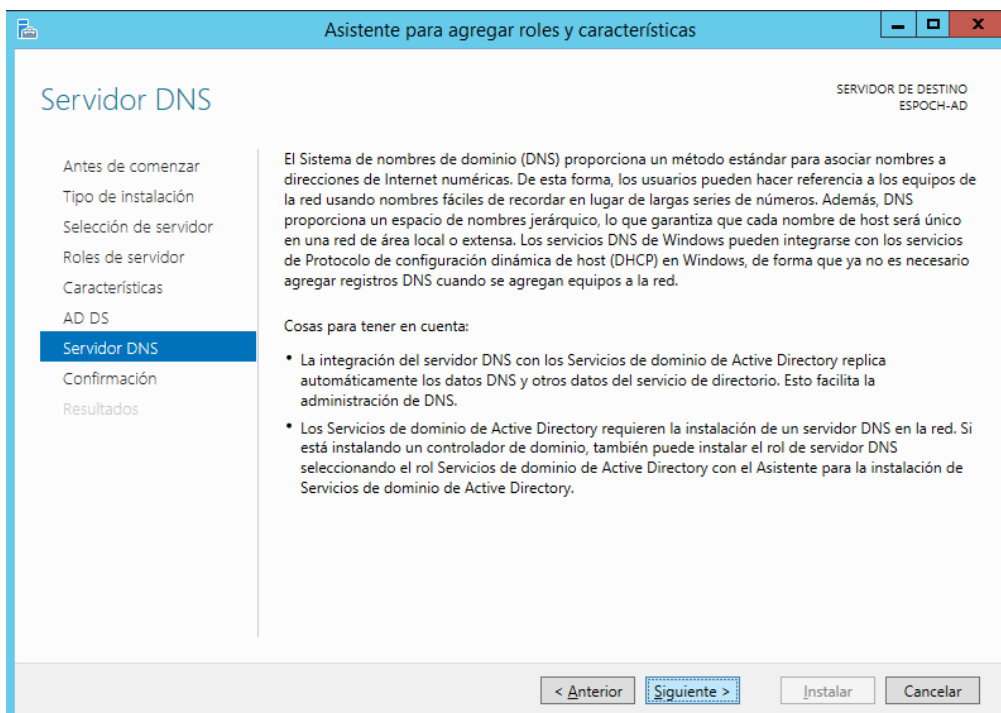 Asistente para agregar roles y características
Servidor DNS
SERVIDOR DE DESTINO
ESPOCH-AD
Antes de comenzar
Tipo de instalación
Selección de servidor
Roles de servidor
Características
AD DS
Servidor DNS
Confirmación
Resultados
El Sistema de nombres de dominio (DNS) proporciona un método estándar para asociar nombres a
direcciones de Internet numéricas. De esta forma, los usuarios pueden hacer referencia a los equipos de
la red usando nombres fáciles de recordar en lugar de largas series de números. Además, DNS
proporciona un espacio de nombres jerárquico, lo que garantiza que cada nombre de host será único
en una red de área local o extensa. Los servicios DNS de Windows pueden integrarse con los servicios
de Protocolo de configuración dinámica de host (DHCP) en Windows, de forma que ya no es necesario
agregar registros DNS cuando se agregan equipos a la red.
Cosas para tener en cuenta:
• La integración del servidor DNS con los Servicios de dominio de Active Directory replica
automáticamente los datos DNS y otros datos del servicio de directorio. Esto facilita la
administración de DNS.
• Los Servicios de dominio de Active Directory requieren la instalación de un servidor DNS en la red. Si
está instalando un controlador de dominio, también puede instalar el rol de servidor DNS
seleccionando el rol Servicios de dominio de Active Directory con el Asistente para la instalación de
Servicios de dominio de Active Directory.
< Anterior
Siguiente >
Instalar
Cancelar